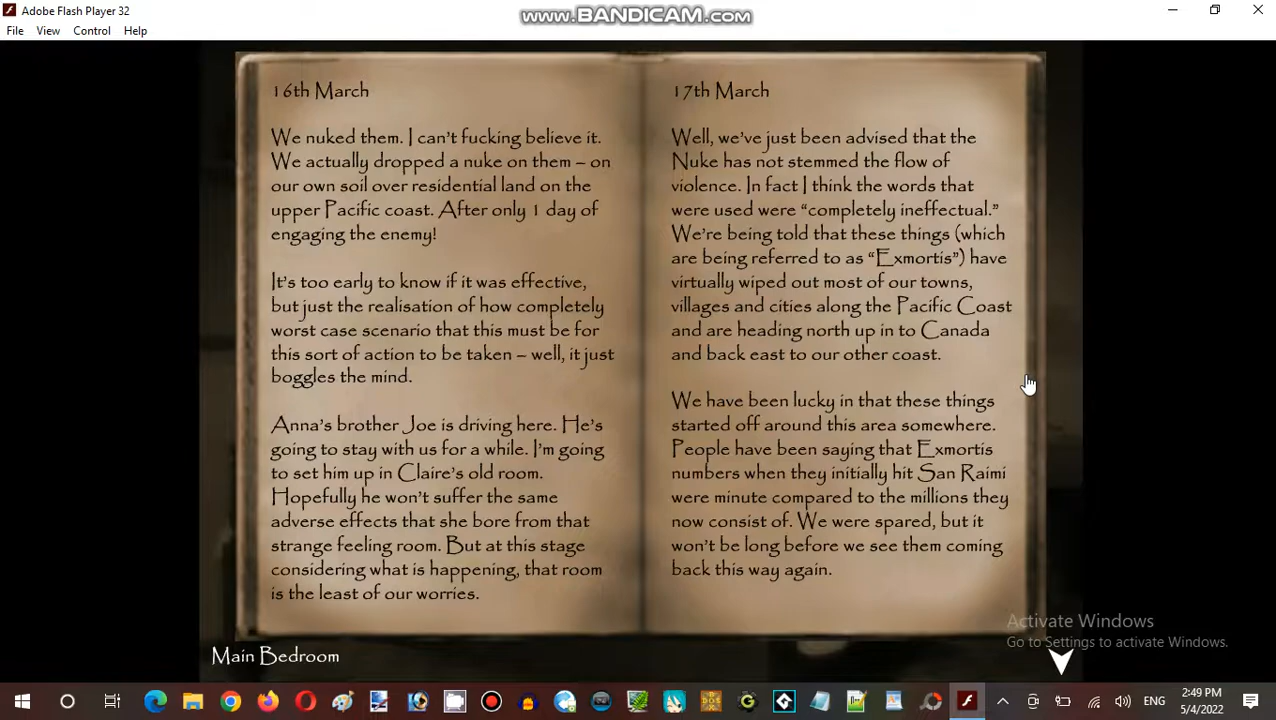 Adobe Flash Player 32
www.BANDICAM.com
File View Control Help
16th March
We nuked them. I can't fucking believe it.
We actually dropped a nuke on them – on
our own soil over residential land on the
upper Pacific coast. After only 1 day of
engaging the enemy!
It's too early to know if it was effective,
but just the realisation of how completely
worst case scenario that this must be for
this sort of action to be taken – well, it just
boggles the mind.
Anna's brother Joe is driving here. He's
going to stay with us for a while. I'm going
to set him up in Claire's old room.
Hopefully he won't suffer the same
adverse effects that she bore from that
strange feeling room. But at this stage
considering what is happening, that room
is the least of our worries.
17th March
Well, we've just been advised that the
Nuke has not stemmed the flow of
violence. In fact I think the words that
were used were “completely ineffectual.”
We're being told that these things (which
are being referred to as “Exmortis”) have
virtually wiped out most of our towns,
villages and cities along the Pacific Coast
and are heading north up in to Canada
and back east to our other coast.
We have been lucky in that these things
started off around this area somewhere.
People have been saying that Exmortis
numbers when they initially hit San Raimi
were minute compared to the millions they
now consist of. We were spared, but it
won't be long before we see them coming
back this way again.
Main Bedroom
Activate Windows
Go to Settings to activate Windows.
ENG
2:49 PM
5/4/2022